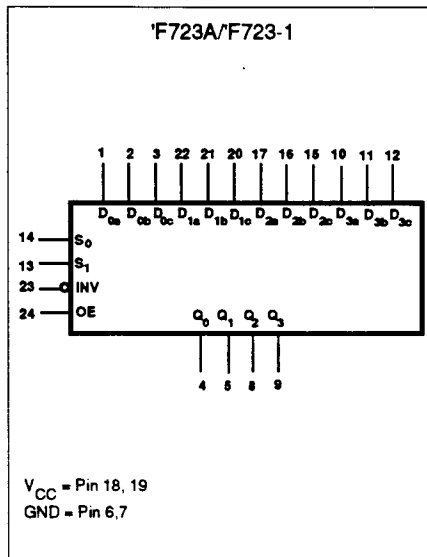 'F723A/'F723-1
1 2 3 22 21 20 17 16 15 10 11 12
D0a D0b D0c D1a D1b D1c D2a D2b D2c D3a D3b D3c
14 S0
13 S1
23 INV
24 OE
Q0 Q1 Q2 Q3
4 5 8 9
VCC = Pin 18, 19
GND = Pin 6,7